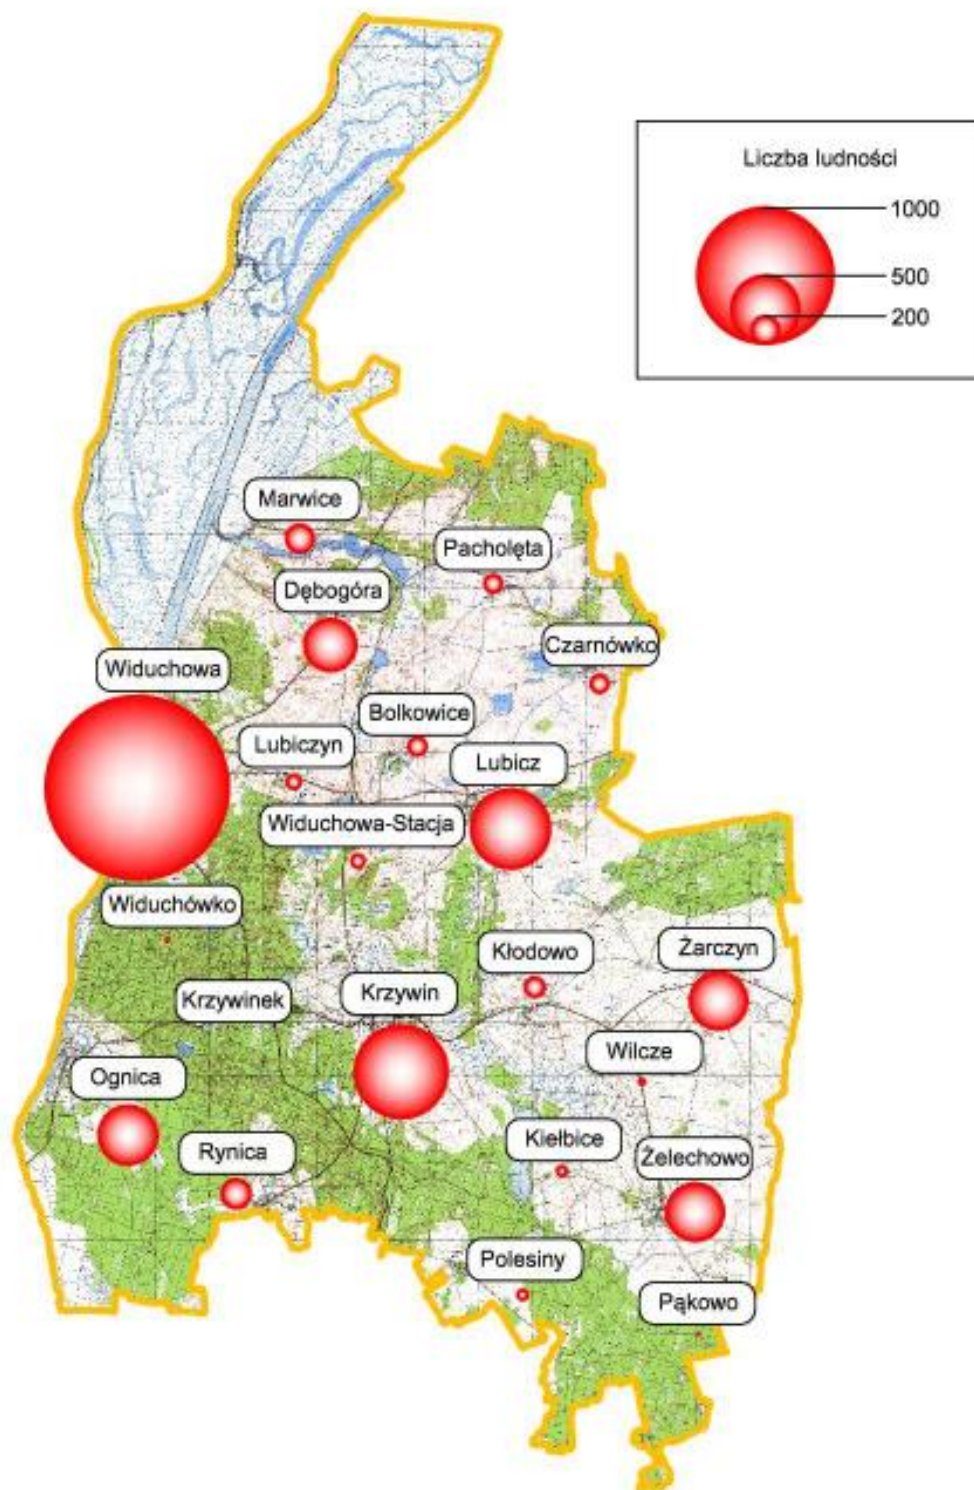 Liczba ludności
1000
500
200
Marwice
Pacholęta
Dębogóra
Czarnówko
Widuchowa
Bolkowice
Lubiczyn
Lubicz
Widuchowa-Stacja
Widuchówko
Kłodowo
Żarczyn
Krzywinek
Krzywin
Wilcze
Ognica
Kiełbice
Rynica
Żelechowo
Polesiny
Pąkowo